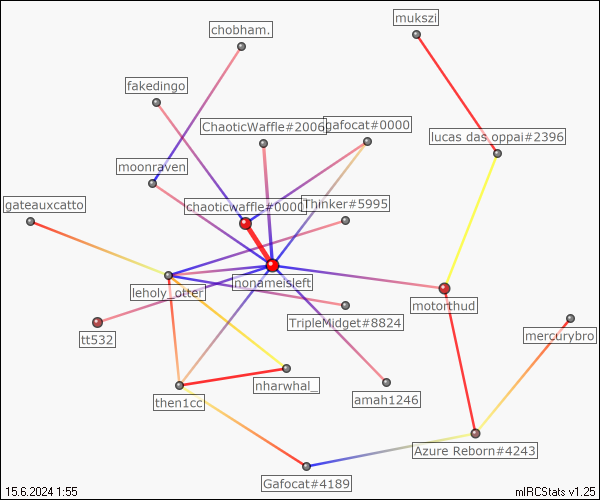 mukszi
chobham.
fakedingo
ChaoticWaffle#2006
gafocat#0000
lucas das oppai#2396
moonraven
gateauxcatto
chaoticwaffle#0000
Thinker#5995
nonameisleft
leholy_otter
motorthud
TripleMidget#8824
tt532
mercurybro
nharwhal_
then1cc
amah1246
Azure Reborn#4243
Gafocat#4189
15.6.2024 1:55
mIRCStats v1.25